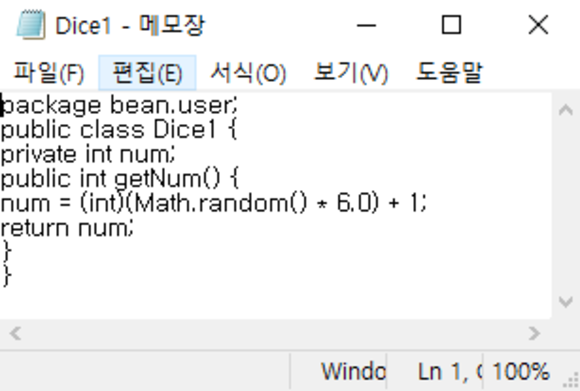 Dice1 - 메모장
파일(F) 편집(E) 서식(O) 보기(V) 도움말
package bean.user;
public class Dice1 {
private int num;
public int getNum() {
num = (int)(Math.random() * 6.0) + 1;
return num;
}
}
Windo Ln 1, 100%